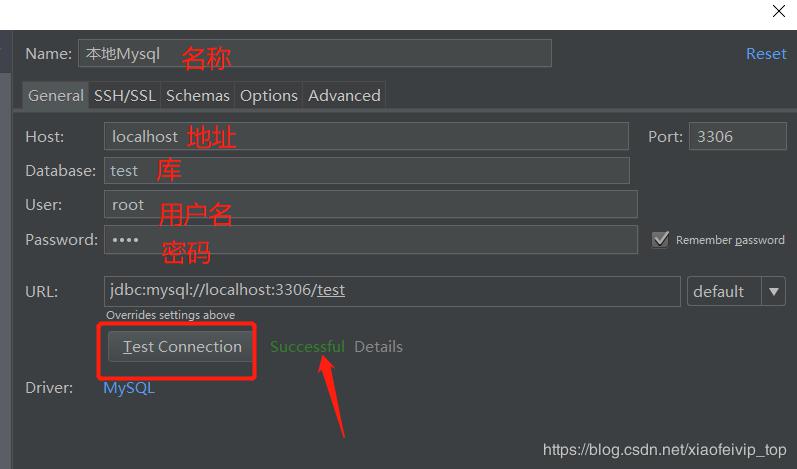 Name: 本地Mysql 名称 Reset
General SSH/SSL Schemas Options Advanced
Host: localhost 地址 Port: 3306
Database: test 库
User: root 用户名
Password: •••• 密码 Remember password
URL: jdbc:mysql://localhost:3306/test default
Overrides settings above
Test Connection Successful Details
Driver: MySQL
https://blog.csdn.net/xiaofeivip_top